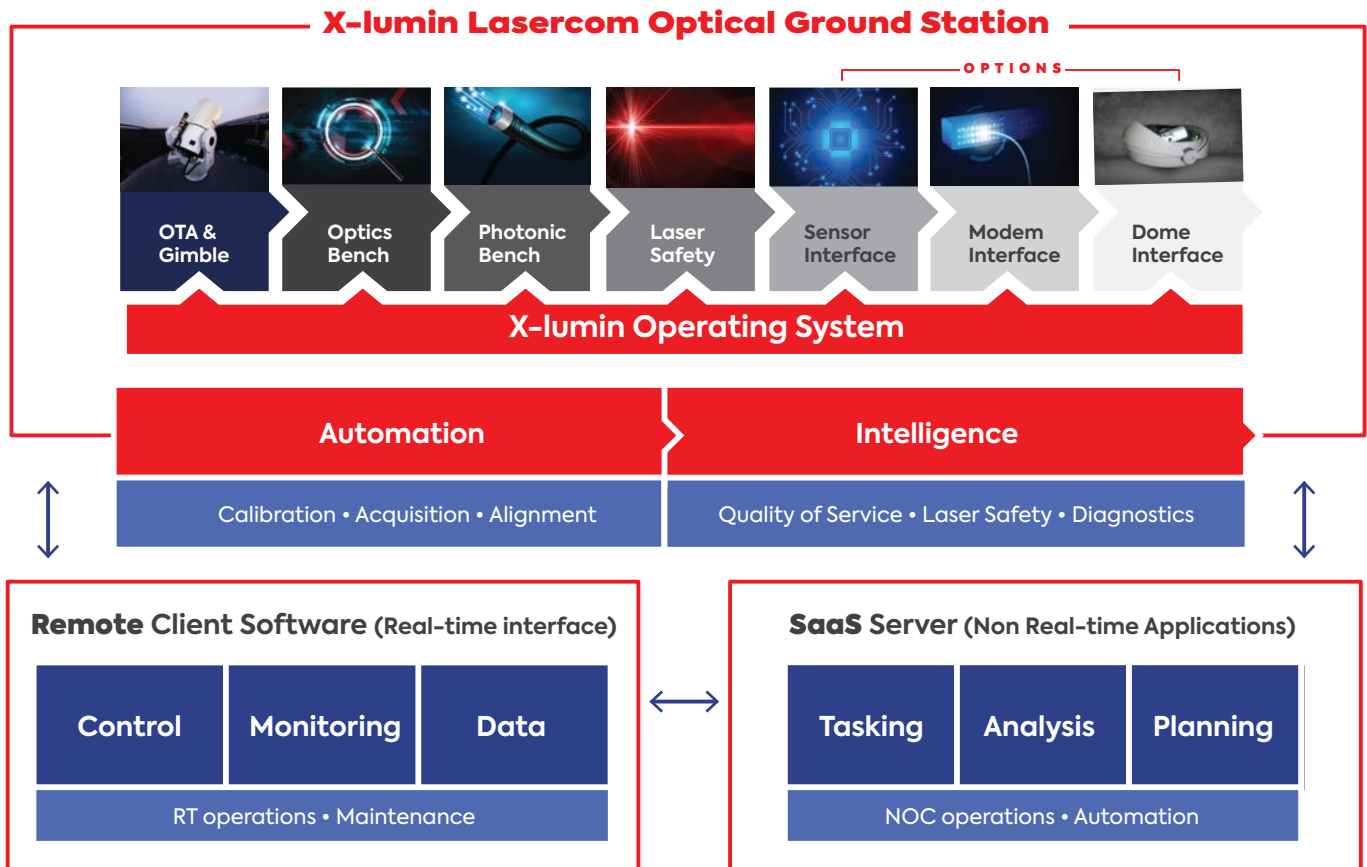 X-lumin Lasercom Optical Ground Station
OPTIONS
OTA &
Gimble
Optics
Bench
Photonic
Bench
Laser
Safety
Sensor
Interface
Modem
Interface
Dome
Interface
X-lumin Operating System
Automation
Intelligence
Calibration • Acquisition • Alignment
Quality of Service • Laser Safety • Diagnostics
Remote Client Software (Real-time interface)
Control
Monitoring
Data
RT operations • Maintenance
SaaS Server (Non Real-time Applications)
Tasking
Analysis
Planning
NOC operations • Automation